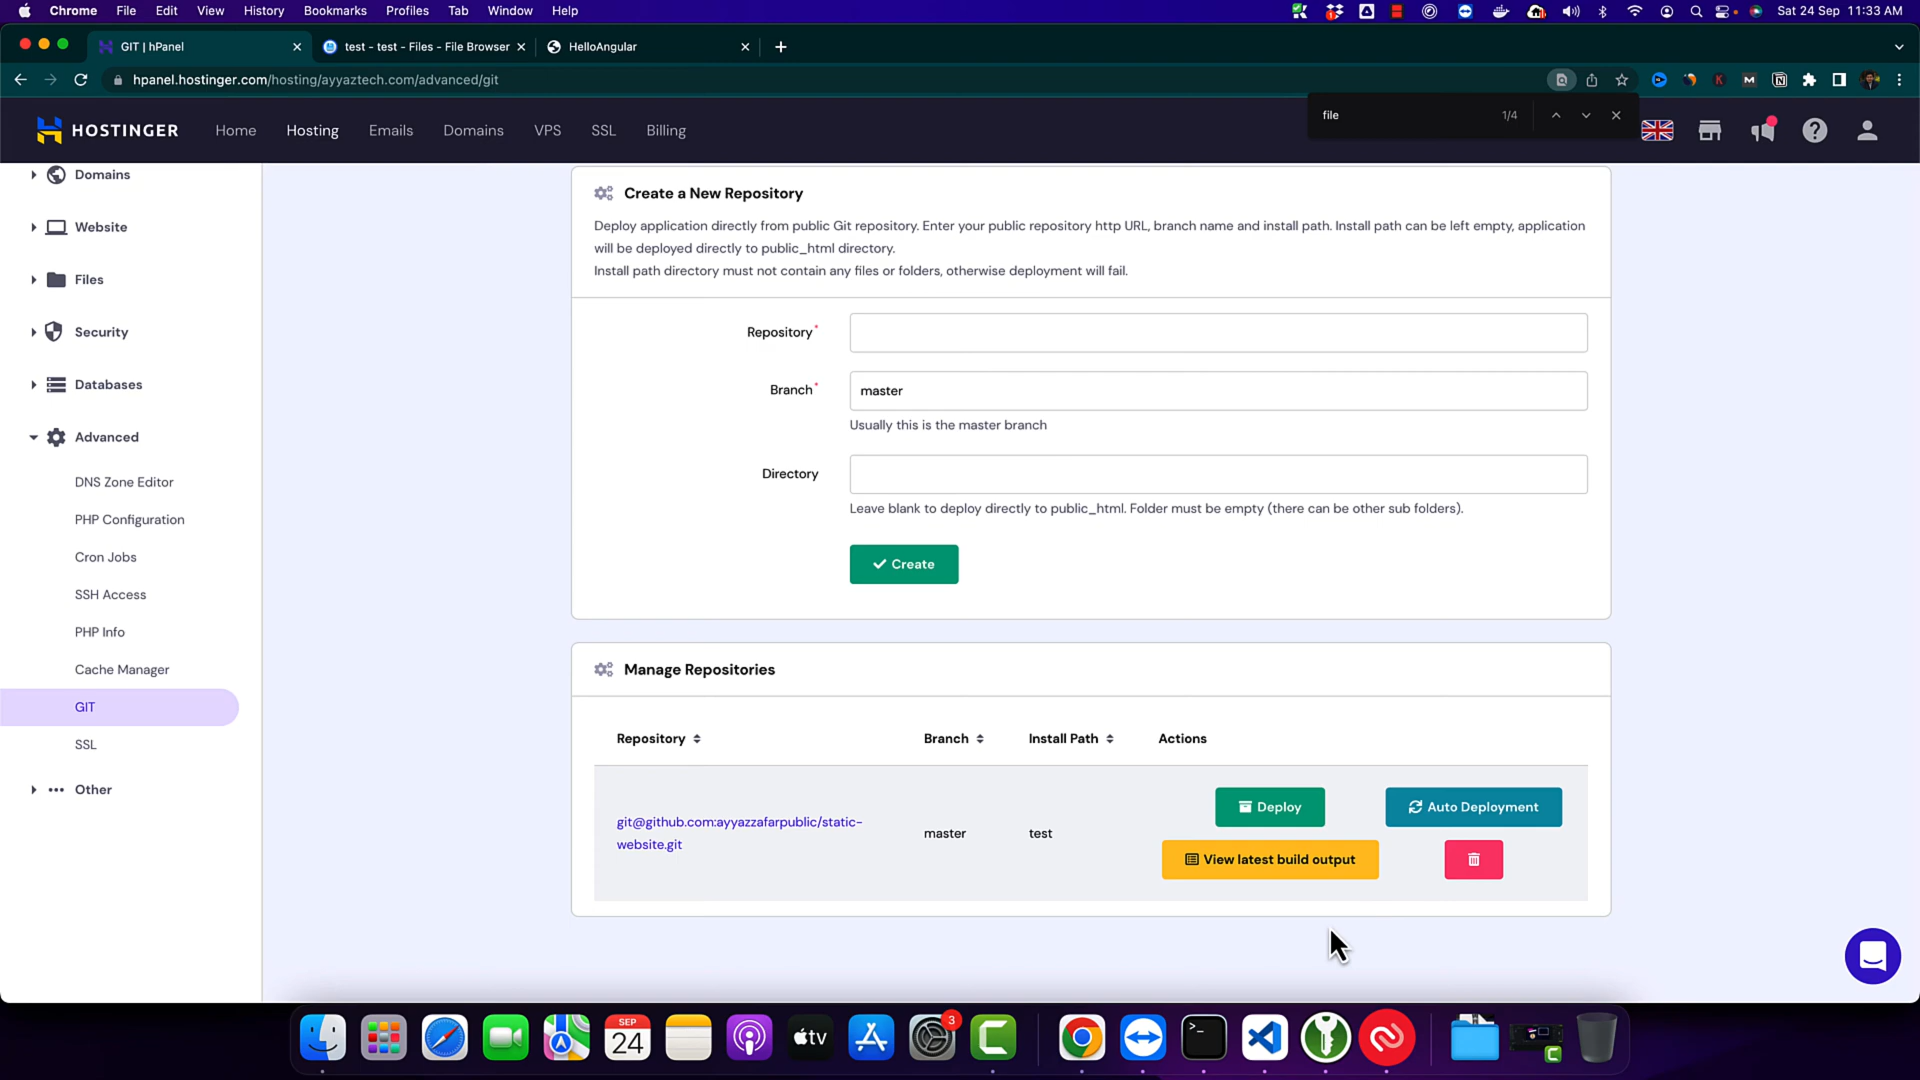 Chrome File Edit View History Bookmarks Profiles Tab Window Help Sat 24 Sep 11:33 AM
GIT | hPanel test - test - Files - File Browser HelloAngular
hpanel.hostinger.com/hosting/ayyaztech.com/advanced/git
file 1/4
HOSTINGER Home Hosting Emails Domains VPS SSL Billing
Domains
Website
Files
Security
Databases
Advanced
DNS Zone Editor
PHP Configuration
Cron Jobs
SSH Access
PHP Info
Cache Manager
GIT
SSL
Other
Create a New Repository
Deploy application directly from public Git repository. Enter your public repository http URL, branch name and install path. Install path can be left empty, application
will be deployed directly to public_html directory.
Install path directory must not contain any files or folders, otherwise deployment will fail.
Repository*
Branch* master
Usually this is the master branch
Directory
Leave blank to deploy directly to public_html. Folder must be empty (there can be other sub folders).
Create
Manage Repositories
Repository Branch Install Path Actions
git@github.com:ayyazzafarpublic/static-
website.git
master test
Deploy Auto Deployment
View latest build output
SEP
24
tv
3